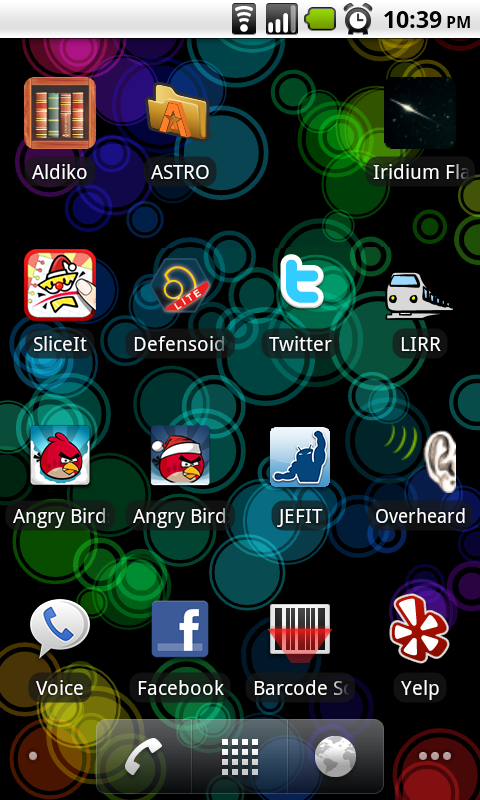 10:39 PM
Aldiko
ASTRO
Iridium Fla
SliceIt
Defensoid
LITE
Twitter
LIRR
Angry Bird
Angry Bird
JEFIT
Overheard
Voice
Facebook
Barcode Sc
Yelp